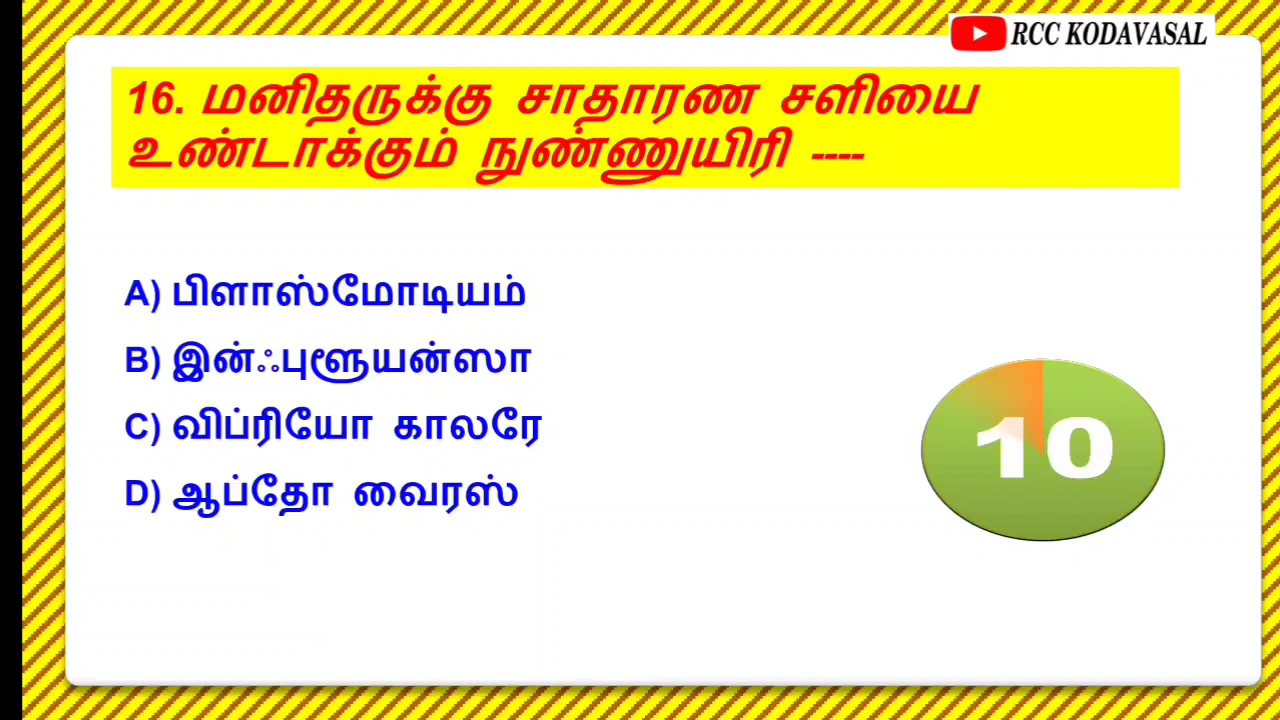 RCC KODAVASAL
16. மனிதருக்கு சாதாரண சளியை
உண்டாக்கும் நுண்ணுயிரி ----
A) பிளாஸ்மோடியம்
B) இன்ஃபுளூயன்ஸா
C) விப்ரியோ காலரே
D) ஆப்தோ வைரஸ்
10